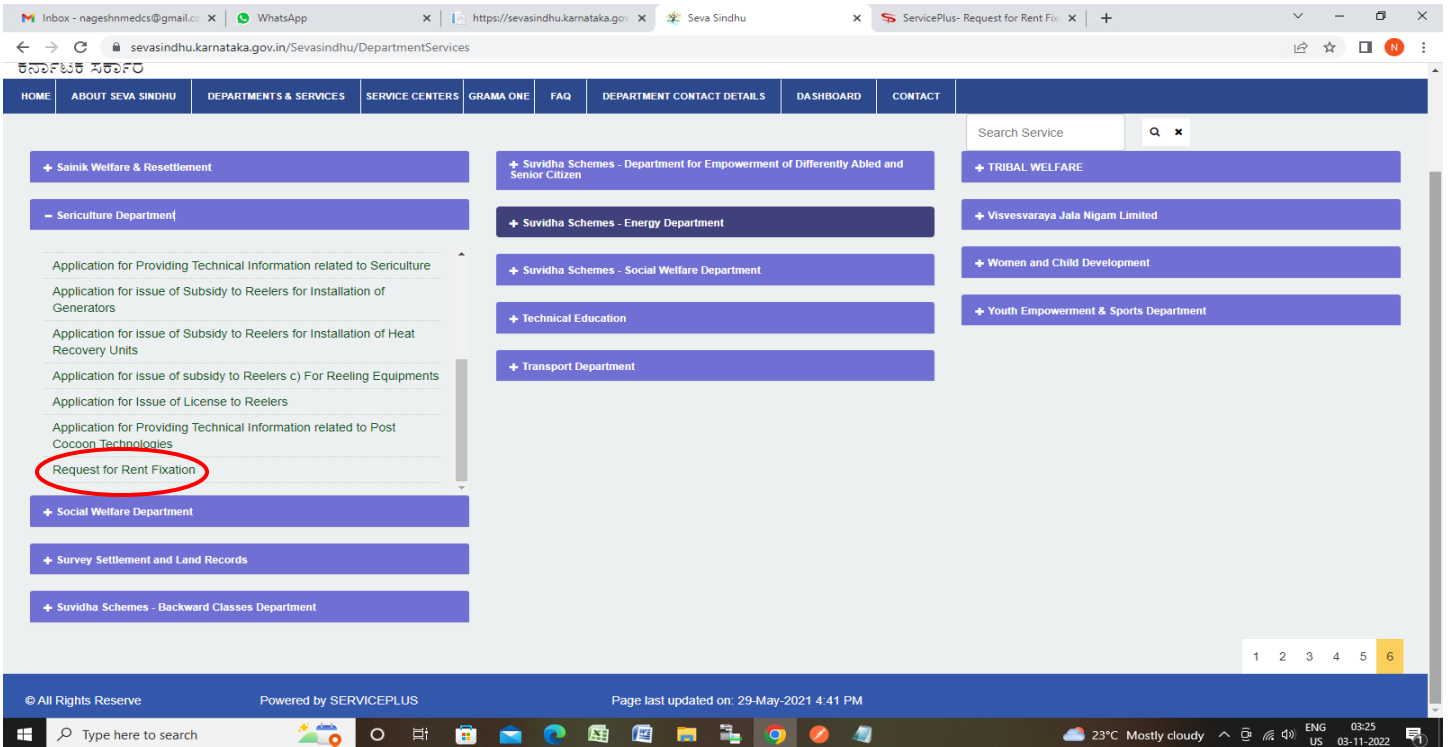 Inbox - nageshnmedcs@gmail.cc
WhatsApp
https://sevasindhu.karnataka.gov
Seva Sindhu
ServicePlus- Request for Rent Fix
sevasindhu.karnataka.gov.in/Sevasindhu/DepartmentServices
N
ಕರ್ನಾಟಕ ಸರ್ಕಾರ
HOME ABOUT SEVA SINDHU DEPARTMENTS & SERVICES SERVICE CENTERS GRAMA ONE FAQ DEPARTMENT CONTACT DETAILS DASHBOARD CONTACT
Search Service
+ Sainik Welfare & Resettlement
− Sericulture Department
Application for Providing Technical Information related to Sericulture
Application for issue of Subsidy to Reelers for Installation of
Generators
Application for issue of Subsidy to Reelers for Installation of Heat
Recovery Units
Application for issue of subsidy to Reelers c) For Reeling Equipments
Application for Issue of License to Reelers
Application for Providing Technical Information related to Post
Cocoon Technologies
Request for Rent Fixation
+ Social Welfare Department
+ Survey Settlement and Land Records
+ Suvidha Schemes - Backward Classes Department
+ Suvidha Schemes - Department for Empowerment of Differently Abled and
Senior Citizen
+ Suvidha Schemes - Energy Department
+ Suvidha Schemes - Social Welfare Department
+ Technical Education
+ Transport Department
+ TRIBAL WELFARE
+ Visvesvaraya Jala Nigam Limited
+ Women and Child Development
+ Youth Empowerment & Sports Department
1 2 3 4 5 6
© All Rights Reserve Powered by SERVICEPLUS Page last updated on: 29-May-2021 4:41 PM
Type here to search
23°C Mostly cloudy
ENG
US
03:25
03-11-2022
1